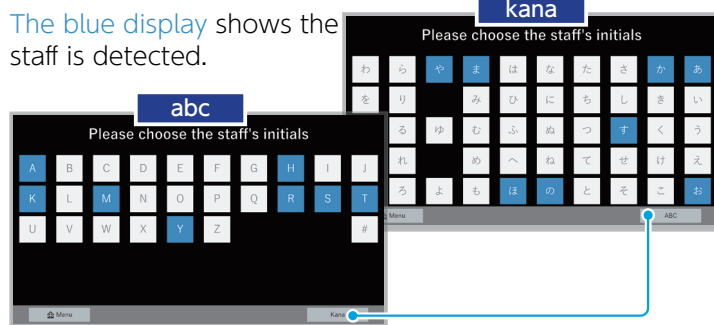 The blue display shows the
staff is detected.
kana
Please choose the staff's initials
わ ら や ま は な た さ か あ
を り み ひ に ち し き い
る ゆ む ふ ぬ つ す く う
れ め へ ね て せ け え
ろ よ も ほ の と そ こ お
Menu ABC
abc
Please choose the staff's initials
A B C D E F G H I J
K L M N O P Q R S T
U V W X Y Z #
Menu Kana